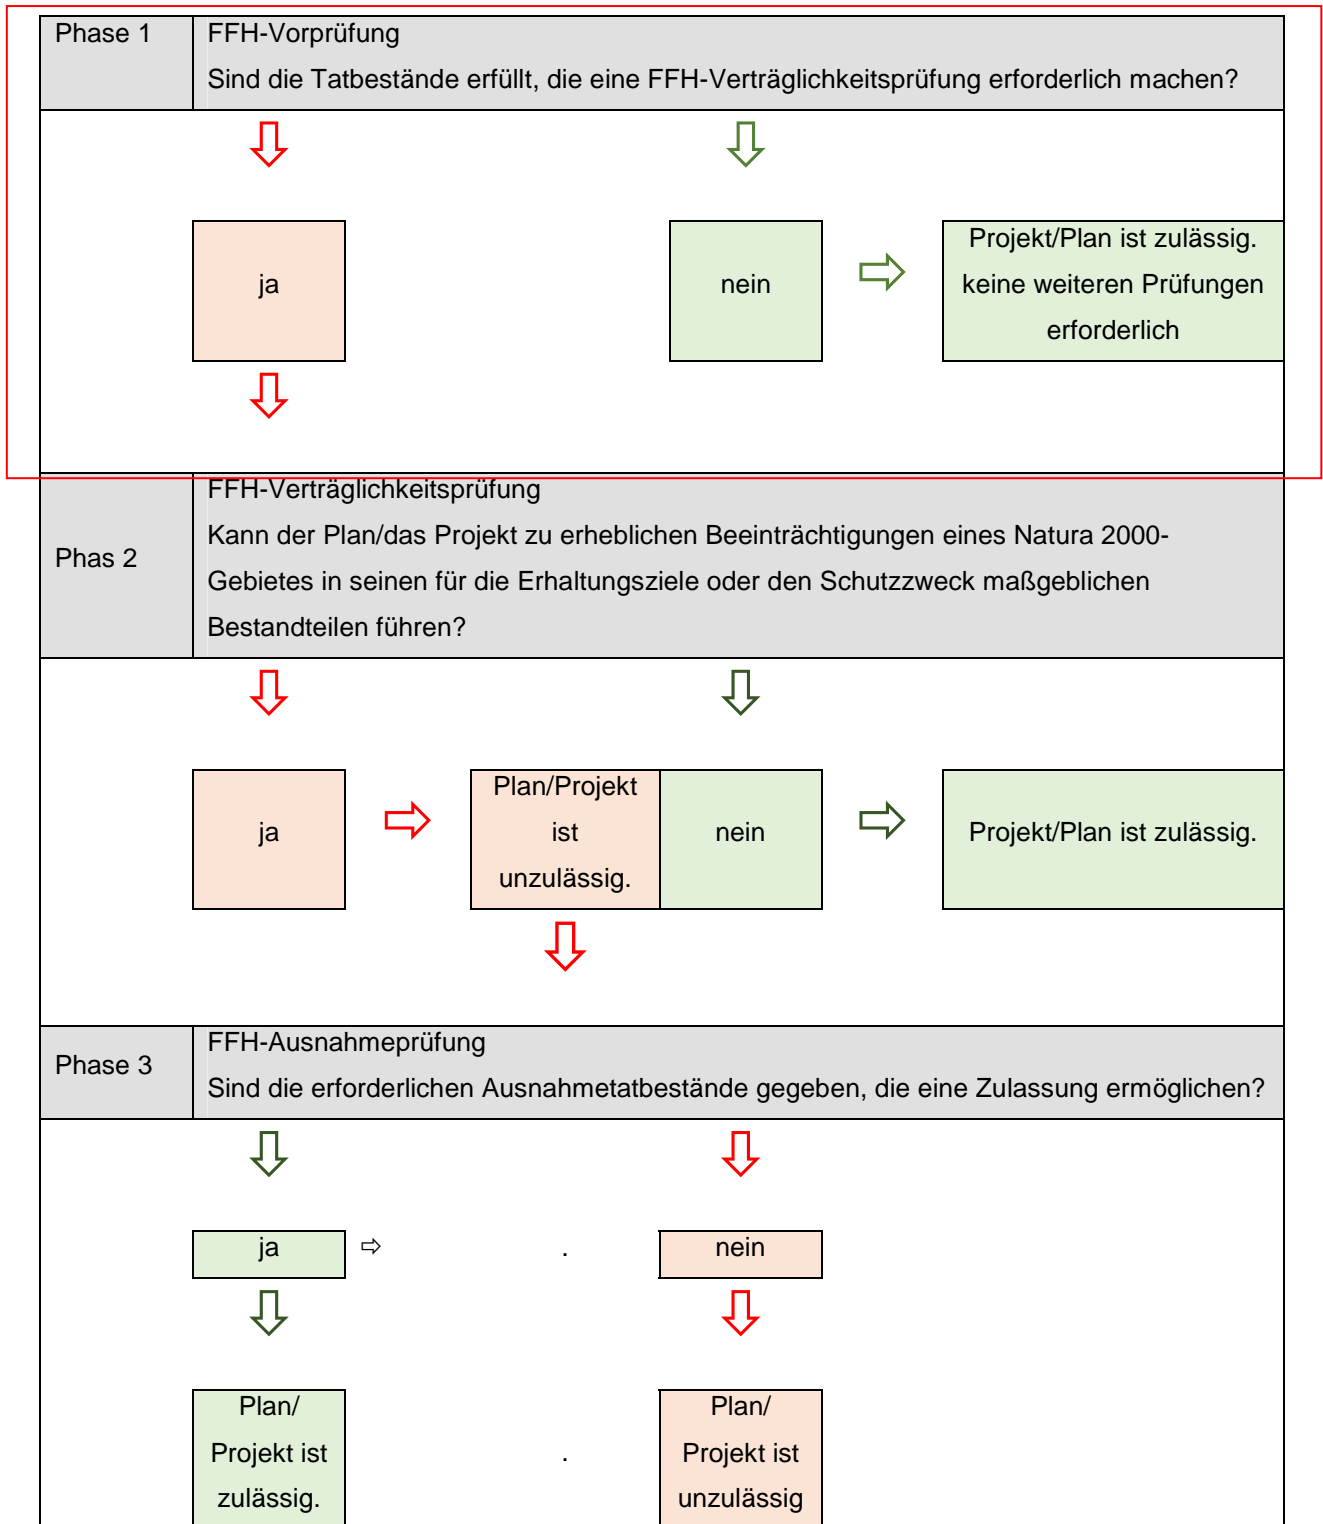 Phase 1
FFH-Vorprüfung
Sind die Tatbestände erfüllt, die eine FFH-Verträglichkeitsprüfung erforderlich machen?
ja
nein
Projekt/Plan ist zulässig.
keine weiteren Prüfungen
erforderlich
Phas 2
FFH-Verträglichkeitsprüfung
Kann der Plan/das Projekt zu erheblichen Beeinträchtigungen eines Natura 2000-
Gebietes in seinen für die Erhaltungsziele oder den Schutzzweck maßgeblichen
Bestandteilen führen?
ja
Plan/Projekt
ist
unzulässig.
nein
Projekt/Plan ist zulässig.
Phase 3
FFH-Ausnahmeprüfung
Sind die erforderlichen Ausnahmetatbestände gegeben, die eine Zulassung ermöglichen?
ja
.
nein
Plan/
Projekt ist
zulässig.
.
Plan/
Projekt ist
unzulässig